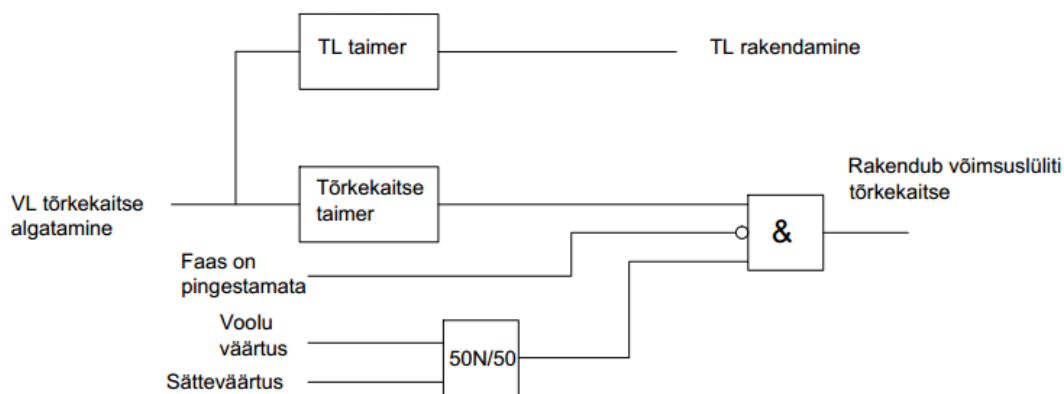 TL taimer
TL rakendamine
Rakendub võimsuslüliti
tõrkekaitse
VL tõrkekaitse
algatamine
Tõrkekaitse
taimer
&
Faas on
pingestamata
Voolu
väärtus
50N/50
Sätteväärtus